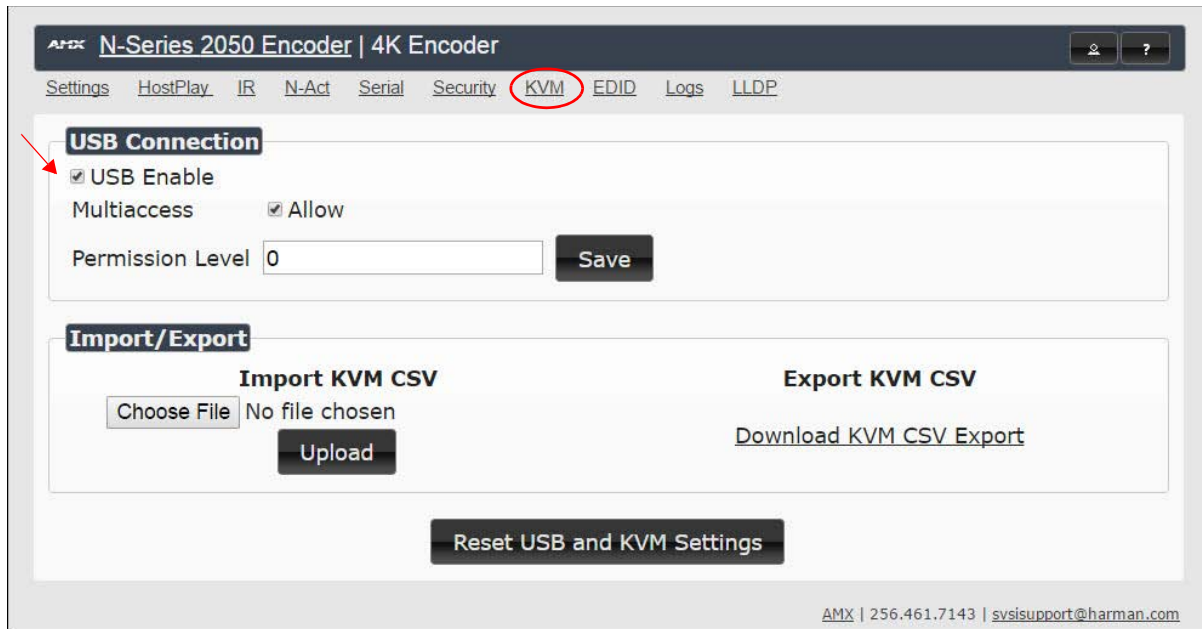 AMX N-Series 2050 Encoder | 4K Encoder ?
Settings HostPlay IR N-Act Serial Security KVM EDID Logs LLDP
USB Connection
USB Enable
Multiaccess Allow
Permission Level 0 Save
Import/Export
Import KVM CSV Export KVM CSV
Choose File No file chosen
Download KVM CSV Export
Upload
Reset USB and KVM Settings
AMX | 256.461.7143 | svsisupport@harman.com